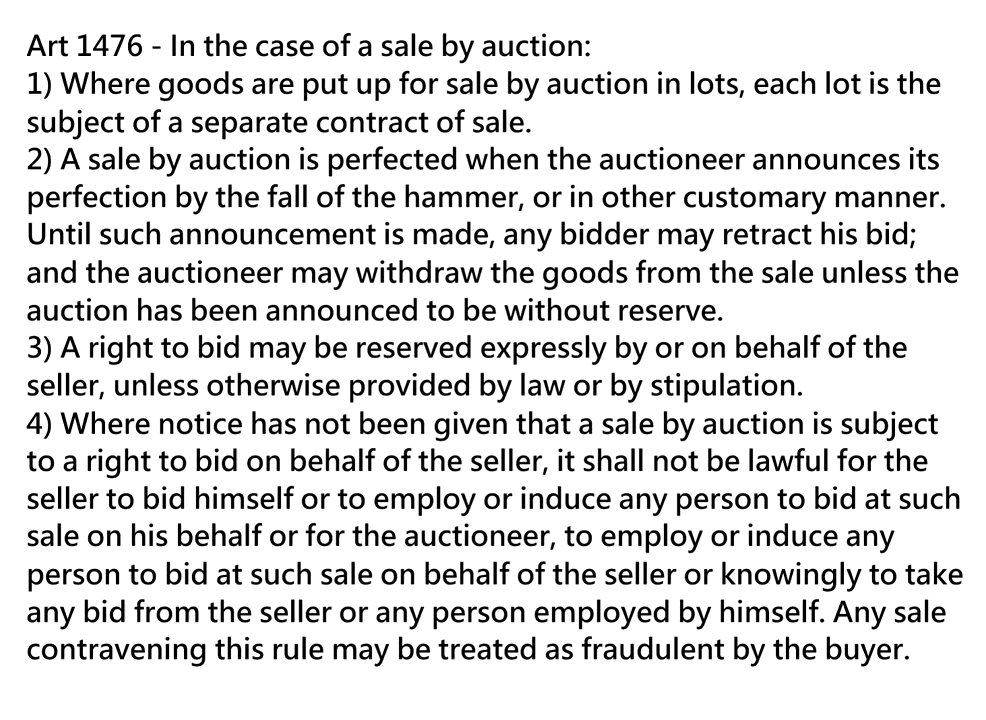 Art 1476 - In the case of a sale by auction:
1) Where goods are put up for sale by auction in lots, each lot is the
subject of a separate contract of sale.
2) A sale by auction is perfected when the auctioneer announces its
perfection by the fall of the hammer, or in other customary manner.
Until such announcement is made, any bidder may retract his bid;
and the auctioneer may withdraw the goods from the sale unless the
auction has been announced to be without reserve.
3) A right to bid may be reserved expressly by or on behalf of the
seller, unless otherwise provided by law or by stipulation.
4) Where notice has not been given that a sale by auction is subject
to a right to bid on behalf of the seller, it shall not be lawful for the
seller to bid himself or to employ or induce any person to bid at such
sale on his behalf or for the auctioneer, to employ or induce any
person to bid at such sale on behalf of the seller or knowingly to take
any bid from the seller or any person employed by himself. Any sale
contravening this rule may be treated as fraudulent by the buyer.